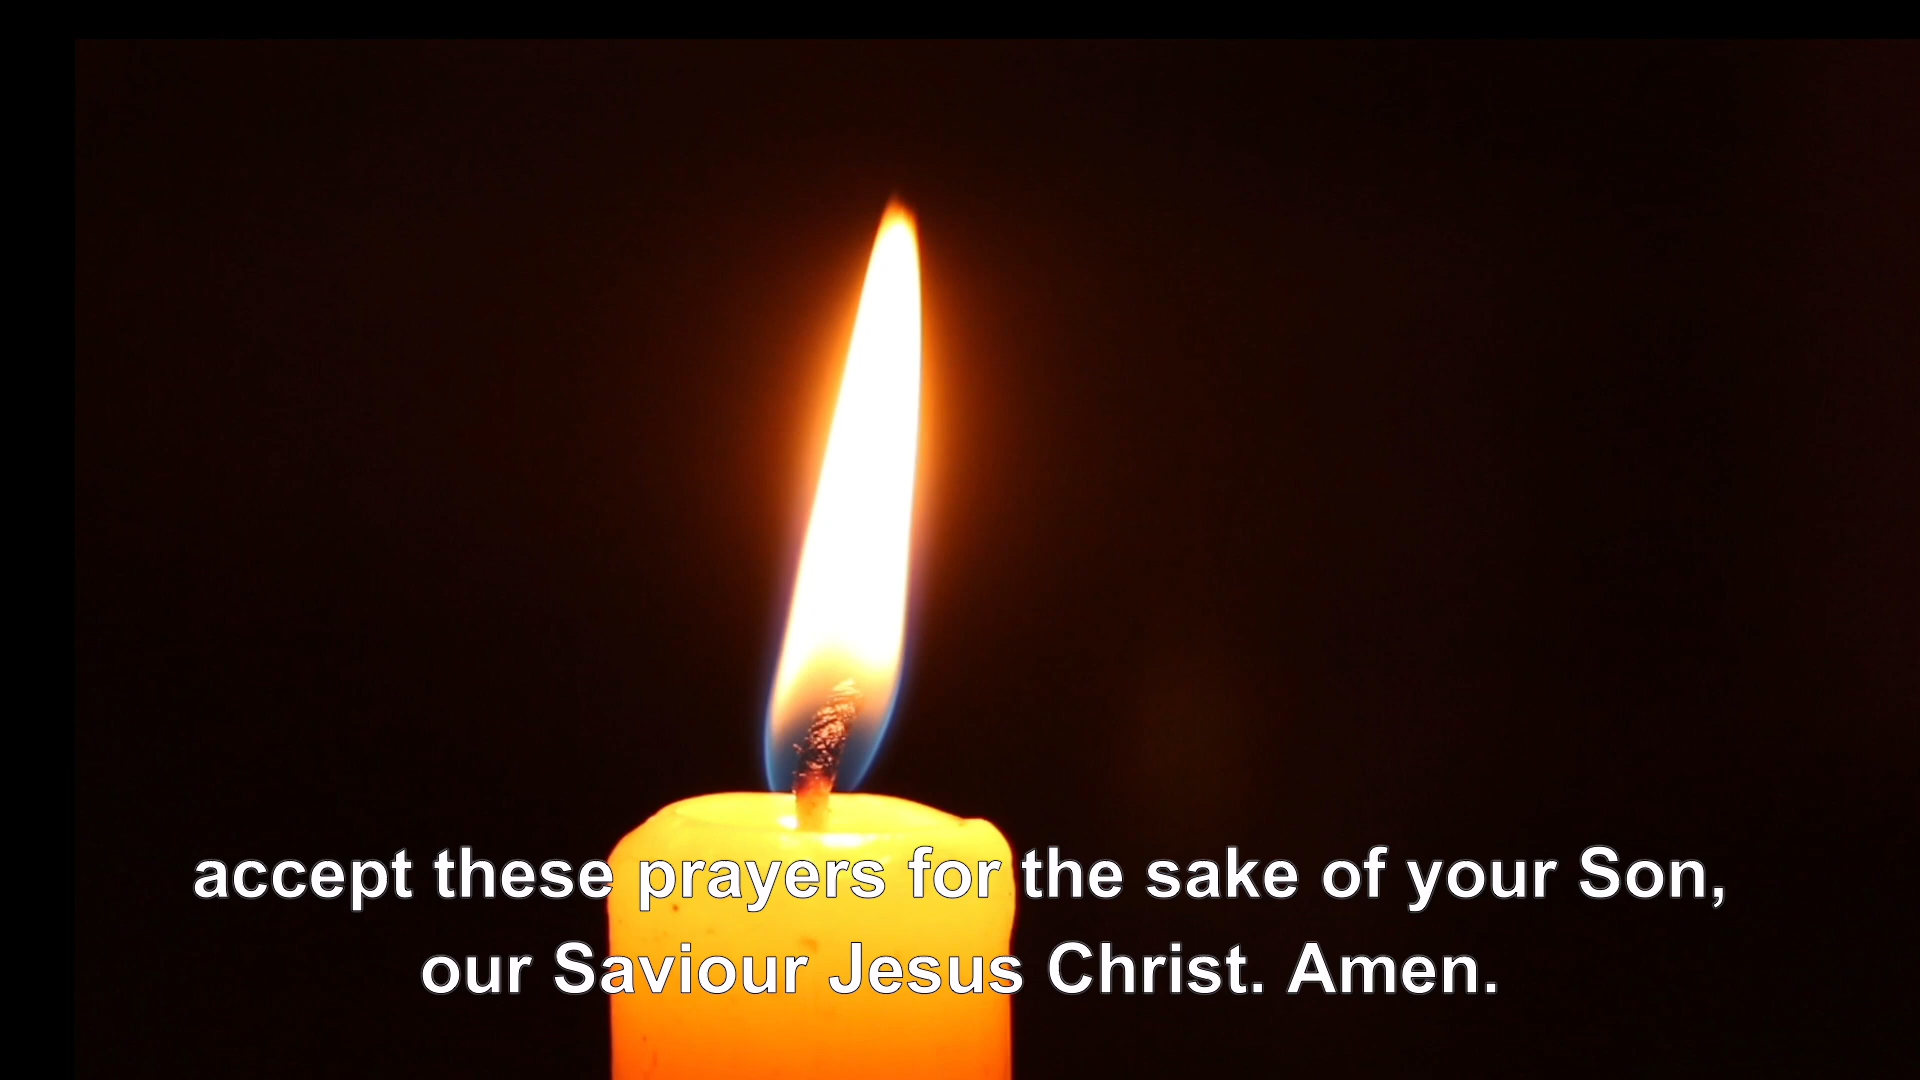 accept these prayers for the sake of your Son,
our Saviour Jesus Christ. Amen.